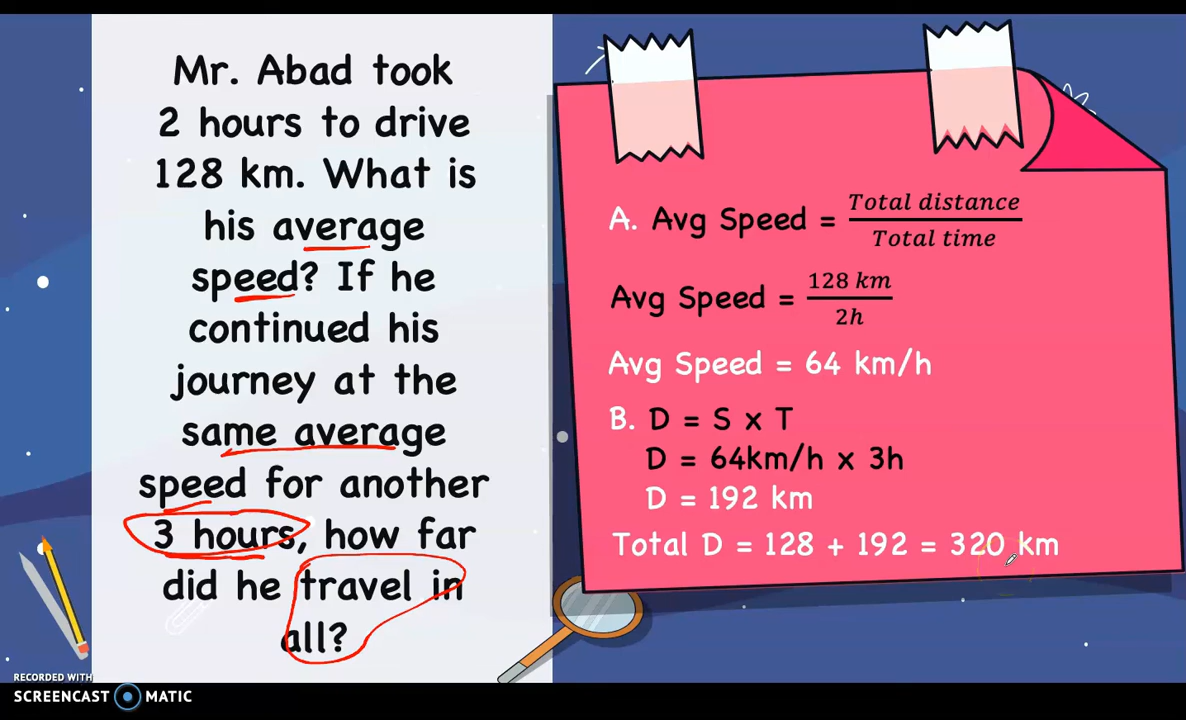 Mr. Abad took
2 hours to drive
128 km. What is
his average
speed? If he
continued his
journey at the
same average
speed for another
3 hours, how far
did he travel in
all?
A. Avg Speed = Total distance / Total time
Avg Speed = 128 km / 2h
Avg Speed = 64 km/h
B. D = S x T
D = 64km/h x 3h
D = 192 km
Total D = 128 + 192 = 320 km
RECORDED WITH
SCREENCAST MATIC